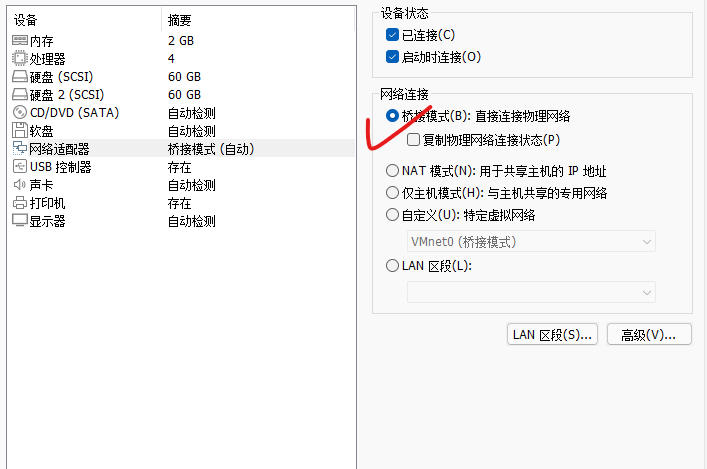 设备 摘要
内存 2 GB
处理器 4
硬盘 (SCSI) 60 GB
硬盘 2 (SCSI) 60 GB
CD/DVD (SATA) 自动检测
软盘 自动检测
网络适配器 桥接模式 (自动)
USB 控制器 存在
声卡 自动检测
打印机 存在
显示器 自动检测
设备状态
已连接(C)
启动时连接(O)
网络连接
桥接模式(B): 直接连接物理网络
复制物理网络连接状态(P)
NAT 模式(N): 用于共享主机的 IP 地址
仅主机模式(H): 与主机共享的专用网络
自定义(U): 特定虚拟网络
VMnet0 (桥接模式)
LAN 区段(L):
LAN 区段(S)... 高级(V)...